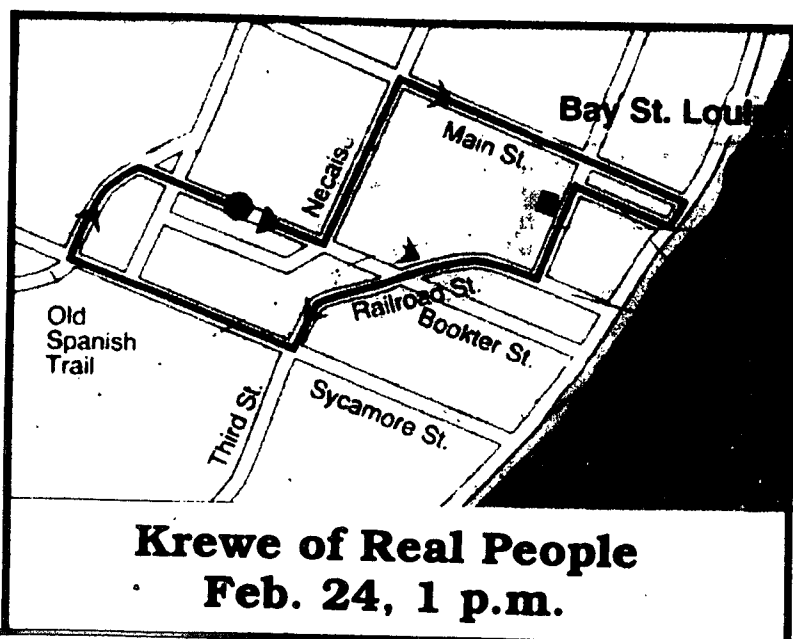 Bay St. Loui
Main St.
Necaise
Railroad St.
Bookter St.
Old
Spanish
Trail
Sycamore St.
Third St.
Krewe of Real People
Feb. 24, 1 p.m.